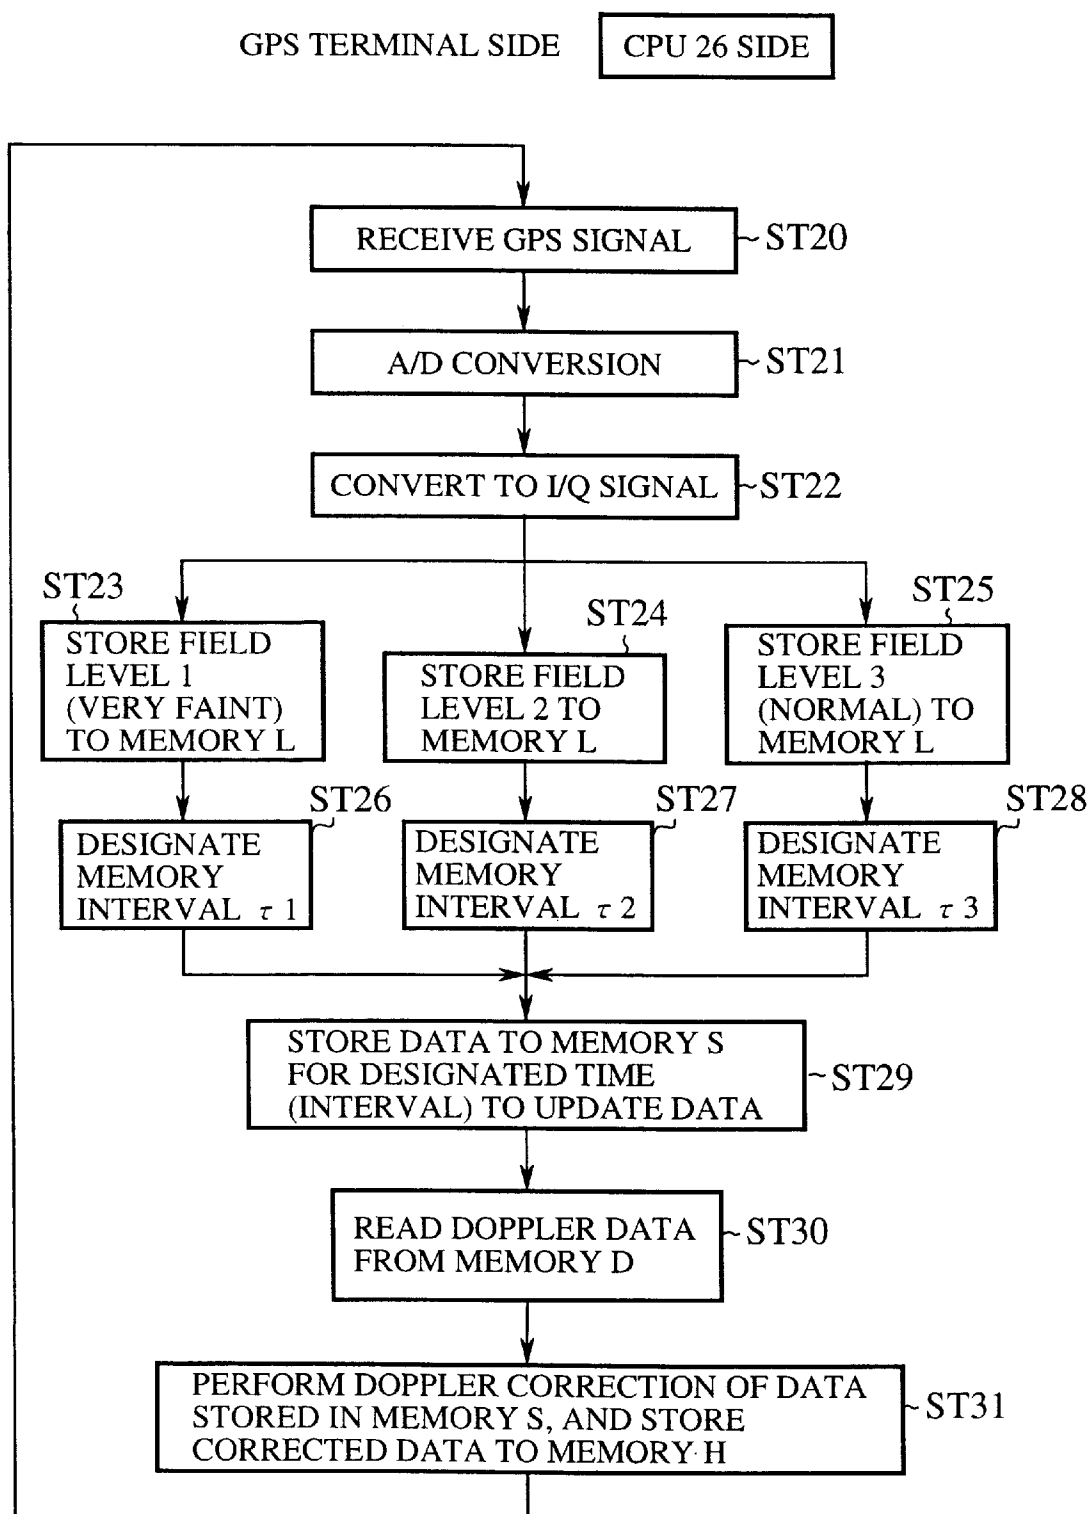 GPS TERMINAL SIDE
CPU 26 SIDE
RECEIVE GPS SIGNAL
ST20
A/D CONVERSION
ST21
CONVERT TO I/Q SIGNAL
ST22
ST23
STORE FIELD
LEVEL 1
(VERY FAINT)
TO MEMORY L
ST24
STORE FIELD
LEVEL 2 TO
MEMORY L
ST25
STORE FIELD
LEVEL 3
(NORMAL) TO
MEMORY L
ST26
DESIGNATE
MEMORY
INTERVAL τ 1
ST27
DESIGNATE
MEMORY
INTERVAL τ 2
ST28
DESIGNATE
MEMORY
INTERVAL τ 3
STORE DATA TO MEMORY S
FOR DESIGNATED TIME
(INTERVAL) TO UPDATE DATA
ST29
READ DOPPLER DATA
FROM MEMORY D
ST30
PERFORM DOPPLER CORRECTION OF DATA
STORED IN MEMORY S, AND STORE
CORRECTED DATA TO MEMORY H
ST31